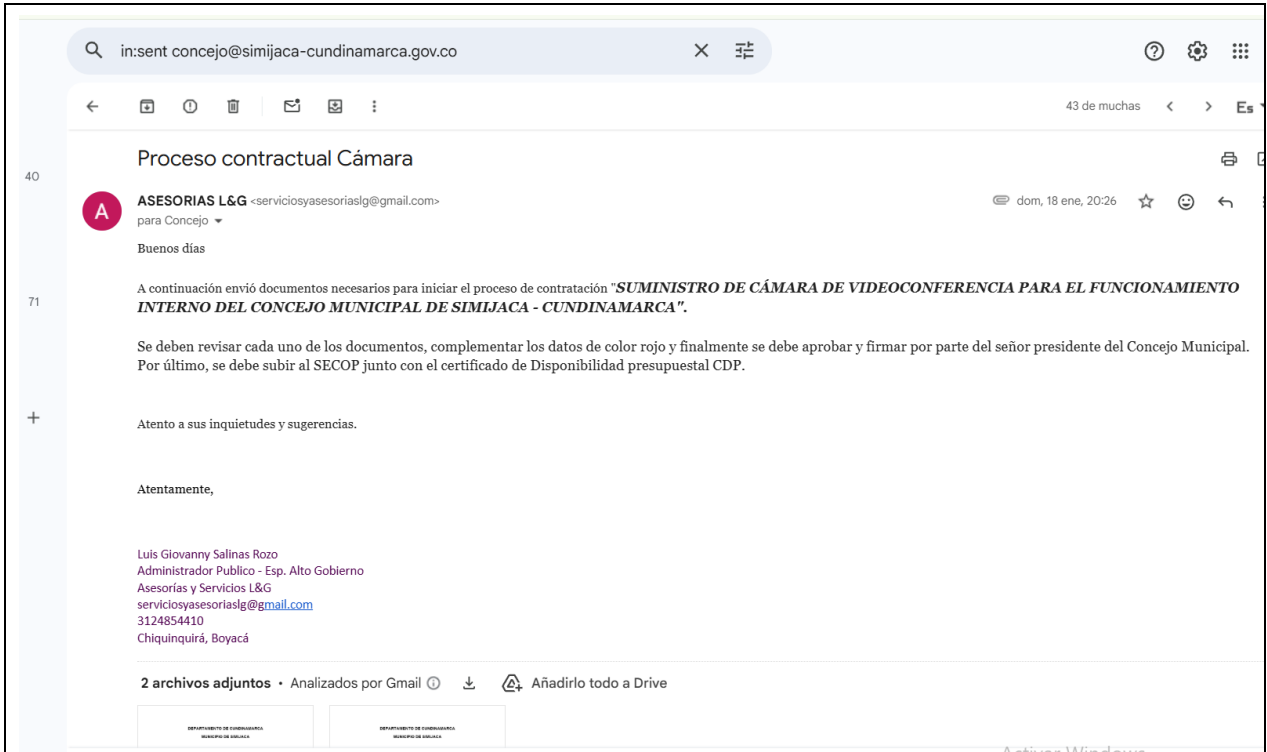 in:sent concejo@simijaca-cundinamarca.gov.co
43 de muchas
Es
Proceso contractual Cámara
40
A
ASESORIAS L&G <serviciosyasesoriaslg@gmail.com>
dom, 18 ene, 20:26
para Concejo
Buenos días
A continuación envió documentos necesarios para iniciar el proceso de contratación "SUMINISTRO DE CÁMARA DE VIDEOCONFERENCIA PARA EL FUNCIONAMIENTO
71
INTERNO DEL CONCEJO MUNICIPAL DE SIMIJACA - CUNDINAMARCA".
Se deben revisar cada uno de los documentos, complementar los datos de color rojo y finalmente se debe aprobar y firmar por parte del señor presidente del Concejo Municipal.
Por último, se debe subir al SECOP junto con el certificado de Disponibilidad presupuestal CDP.
Atento a sus inquietudes y sugerencias.
Atentamente,
Luis Giovanny Salinas Rozo
Administrador Publico - Esp. Alto Gobierno
Asesorías y Servicios L&G
serviciosyasesoriaslg@gmail.com
3124854410
Chiquinquirá, Boyacá
2 archivos adjuntos • Analizados por Gmail
Añadirlo todo a Drive
DEPARTAMENTO DE CUNDINAMARCA
MUNICIPIO DE SIMIJACA
DEPARTAMENTO DE CUNDINAMARCA
MUNICIPIO DE SIMIJACA